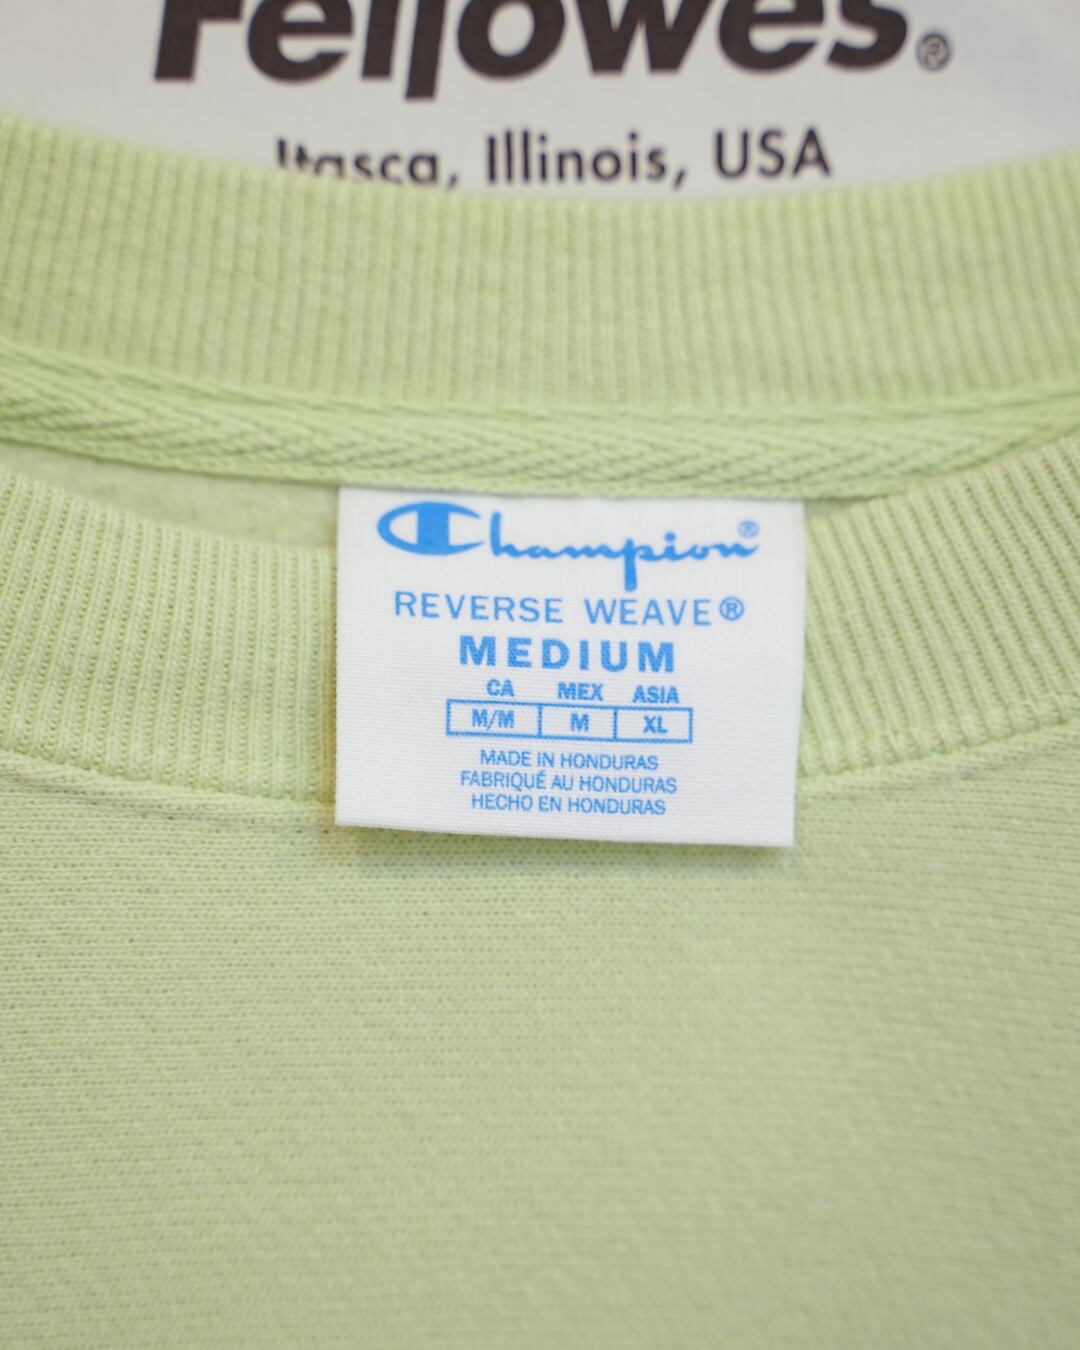 Fellowes®
Itasca, Illinois, USA
Champion®
REVERSE WEAVE®
MEDIUM
CA MEX ASIA
M/M M XL
MADE IN HONDURAS
FABRIQUÉ AU HONDURAS
HECHO EN HONDURAS